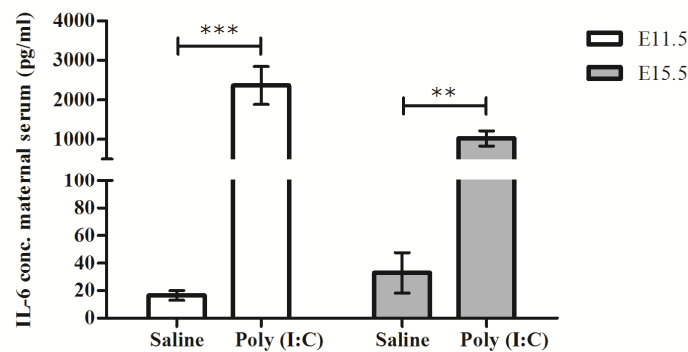 IL-6 conc. maternal serum (pg/ml)
4000
3000
2000
1000
100
80
60
40
20
0
***
**
Saline
Poly (I:C)
Saline
Poly (I:C)
E11.5
E15.5